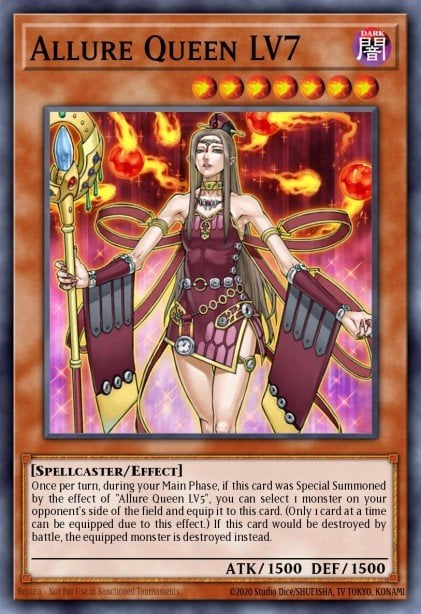 Allure Queen LV7
DARK
闇
[Spellcaster/Effect]
Once per turn, during your Main Phase, if this card was Special Summoned
by the effect of "Allure Queen LV5", you can select 1 monster on your
opponent's side of the field and equip it to this card. (Only 1 card at a time
can be equipped due to this effect.) If this card would be destroyed by
battle, the equipped monster is destroyed instead.
ATK/1500 DEF/1500
Replica - Not For Use in Sanctioned Tournaments
©2020 Studio Dice/SHUEISHA, TV TOKYO, KONAMI